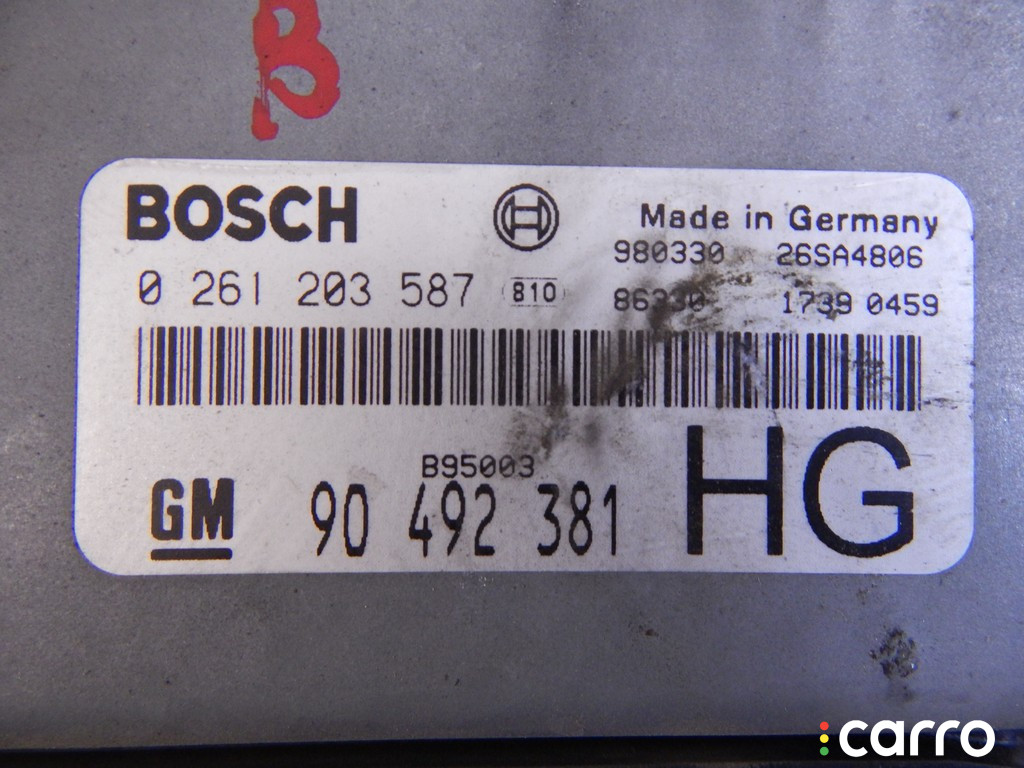 B
BOSCH
Made in Germany
980330 26SA4806
0 261 203 587 810
1739 0459
B95003
GM 90 492 381 HG
carro